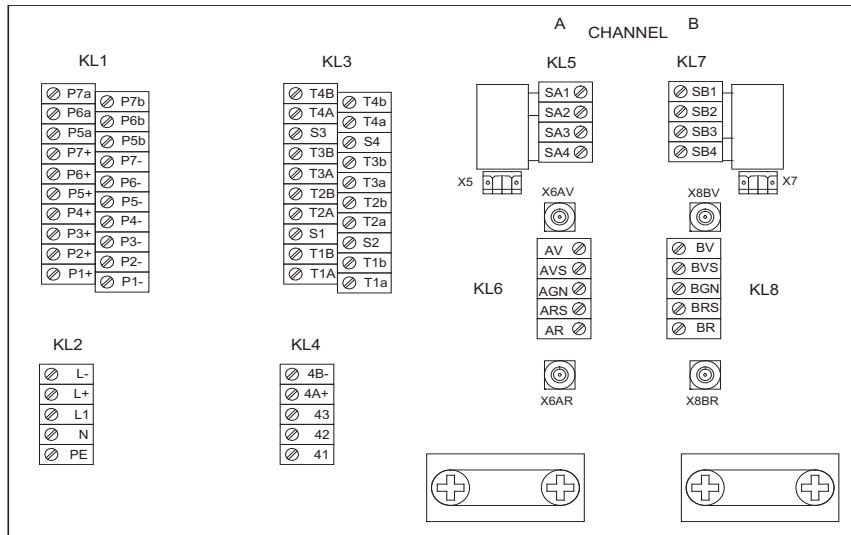 A B
CHANNEL
KL1 KL3 KL5 KL7
P7a
P7b
P6a
P6b
P5a
P5b
P7+
P7-
P6+
P6-
P5+
P5-
P4+
P4-
P3+
P3-
P2+
P2-
P1+
P1-
T4B
T4b
T4A
T4a
S3
S4
T3B
T3b
T3A
T3a
T2B
T2b
T2A
T2a
S1
S2
T1B
T1b
T1A
T1a
SA1
SA2
SA3
SA4
X5
SB1
SB2
SB3
SB4
X7
X6AV X8BV
KL6
AV
AVS
AGN
ARS
AR
BV
BVS
BGN
BRS
BR
KL8
X6AR X8BR
KL2
L-
L+
L1
N
PE
KL4
4B-
4A+
43
42
41